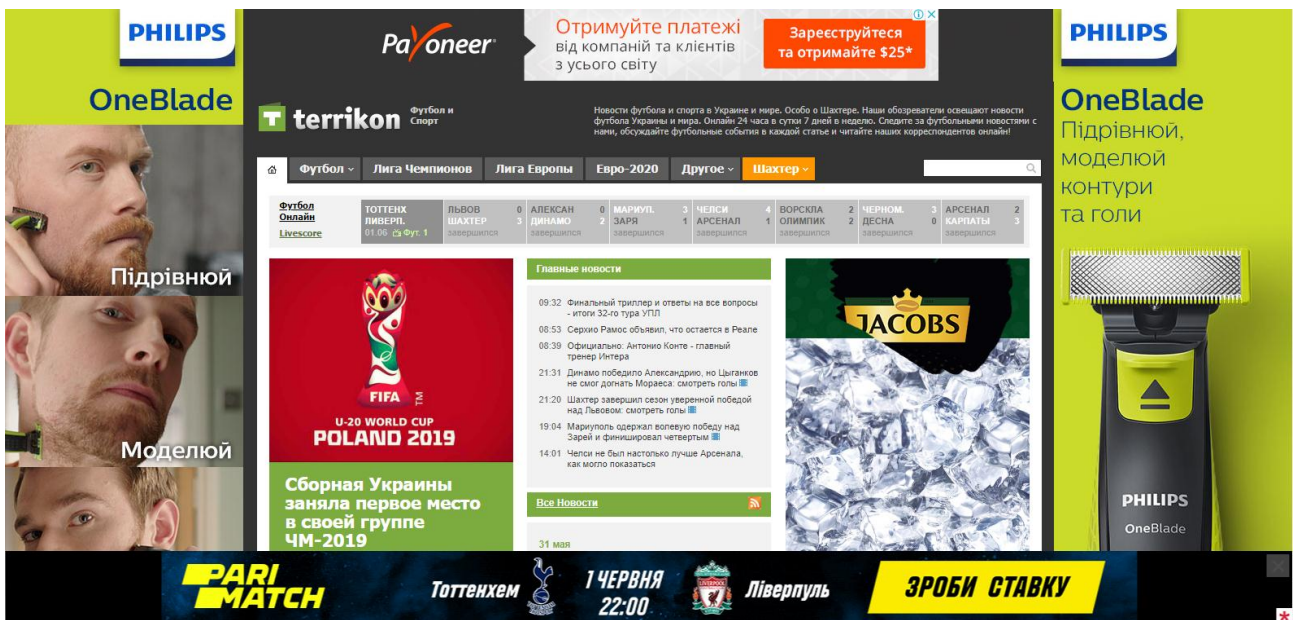 PHILIPS
OneBlade
Підрівнюй
Моделюй
Payoneer
Отримуйте платежі
від компаній та клієнтів
з усього світу
Зареєструйтеся
та отримайте $25*
terrikon
Футбол и
Спорт
Новости футбола и спорта в Украине и мире. Особо о Шахтере. Наши обозреватели освещают новости
футбола Украины и мира. Онлайн 24 часа в сутки 7 дней в неделю. Следите за футбольными новостями с
нами, обсуждайте футбольные события в каждой статье и читайте наших корреспондентов онлайн!
Футбол
Лига Чемпионов
Лига Европы
Евро-2020
Другое
Шахтер
Футбол
Онлайн
Livescore
ТОТТЕНХ
ЛИВЕРП.
01.06 Фут. 1
ЛЬВОВ 0
ШАХТЕР 3
завершился
АЛЕКСАН 0
ДИНАМО 2
завершился
МАРИУП. 3
ЗАРЯ 1
завершился
ЧЕЛСИ 4
АРСЕНАЛ 1
завершился
ВОРСКЛА 2
ОЛИМПИК 2
завершился
ЧЕРНОМ. 3
ДЕСНА 0
завершился
АРСЕНАЛ 2
КАРПАТЫ 3
завершился
FIFA
TM
U-20 WORLD CUP
POLAND 2019
Сборная Украины
заняла первое место
в своей группе
ЧМ-2019
Главные новости
09:32 Финальный триллер и ответы на все вопросы
- итоги 32-го тура УПЛ
08:53 Серхио Рамос объявил, что остается в Реале
08:39 Официально: Антонио Конте - главный
тренер Интера
21:31 Динамо победило Александрию, но Цыганков
не смог догнать Мораеса: смотреть голы
21:20 Шахтер завершил сезон уверенной победой
над Львовом: смотреть голы
19:04 Мариуполь одержал волевую победу над
Зарей и финишировал четвертым
14:01 Челси не был настолько лучше Арсенала,
как могло показаться
Все Новости
31 мая
JACOBS
PHILIPS
OneBlade
Підрівнюй,
моделюй
контури
та голи
PHILIPS
OneBlade
PARI
MATCH
Тоттенхем
1 ЧЕРВНЯ
22:00
Ліверпуль
ЗРОБИ СТАВКУ